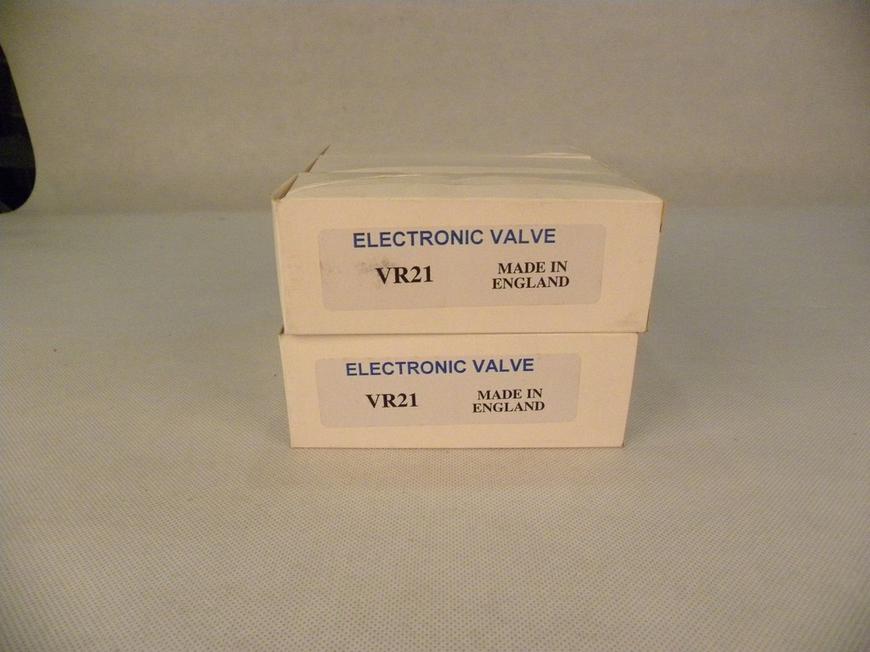 ELECTRONIC VALVE
VR21 MADE IN
ENGLAND
ELECTRONIC VALVE
VR21 MADE IN
ENGLAND